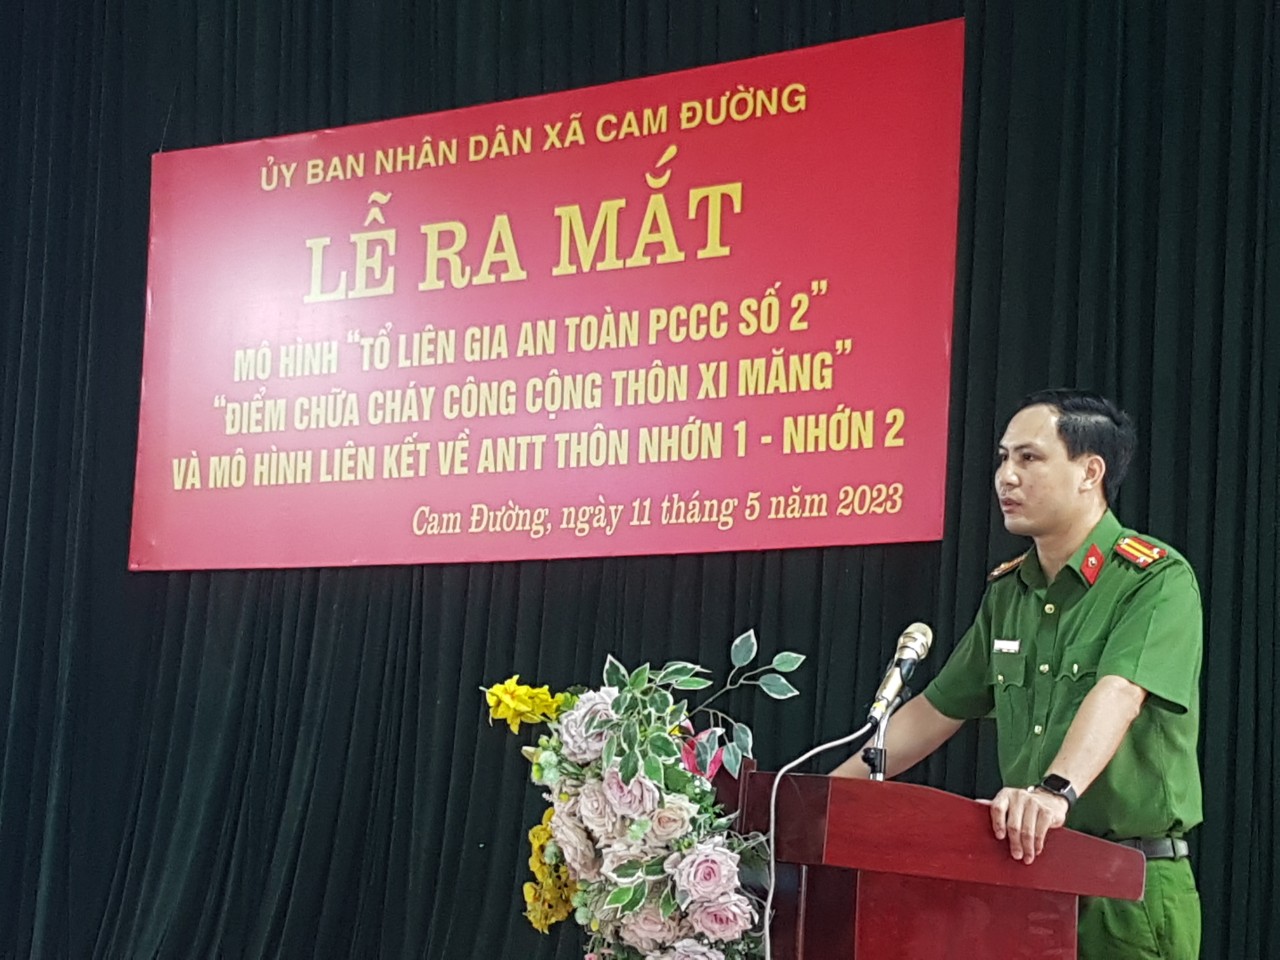 ỦY BAN NHÂN DÂN XÃ CAM ĐƯỜNG
LỄ RA MẮT
MÔ HÌNH “TỔ LIÊN GIA AN TOÀN PCCC SỐ 2”
“ĐIỂM CHỮA CHÁY CÔNG CỘNG THÔN XI MĂNG”
VÀ MÔ HÌNH LIÊN KẾT VỀ ANTT THÔN NHỚN 1 - NHỚN 2
Cam Đường, ngày 11 tháng 5 năm 2023